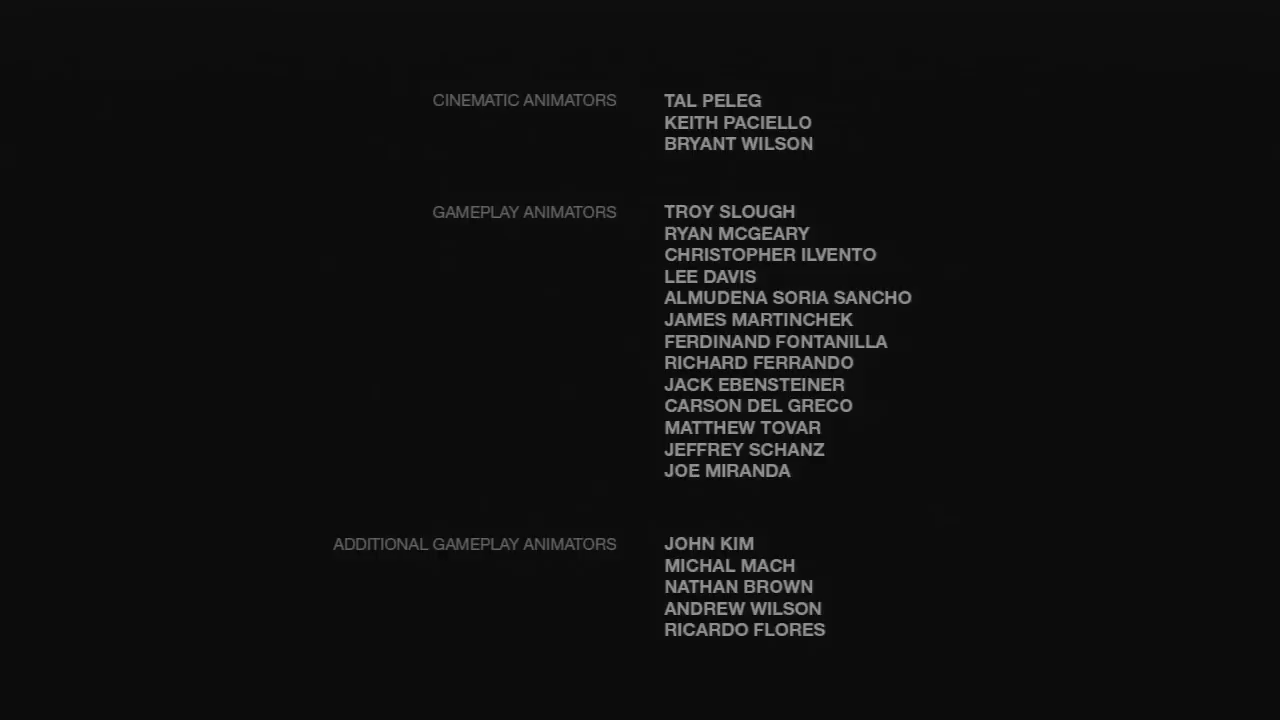 CINEMATIC ANIMATORS TAL PELEG
KEITH PACIELLO
BRYANT WILSON
GAMEPLAY ANIMATORS TROY SLOUGH
RYAN MCGEARY
CHRISTOPHER ILVENTO
LEE DAVIS
ALMUDENA SORIA SANCHO
JAMES MARTINCHEK
FERDINAND FONTANILLA
RICHARD FERRANDO
JACK EBENSTEINER
CARSON DEL GRECO
MATTHEW TOVAR
JEFFREY SCHANZ
JOE MIRANDA
ADDITIONAL GAMEPLAY ANIMATORS JOHN KIM
MICHAL MACH
NATHAN BROWN
ANDREW WILSON
RICARDO FLORES